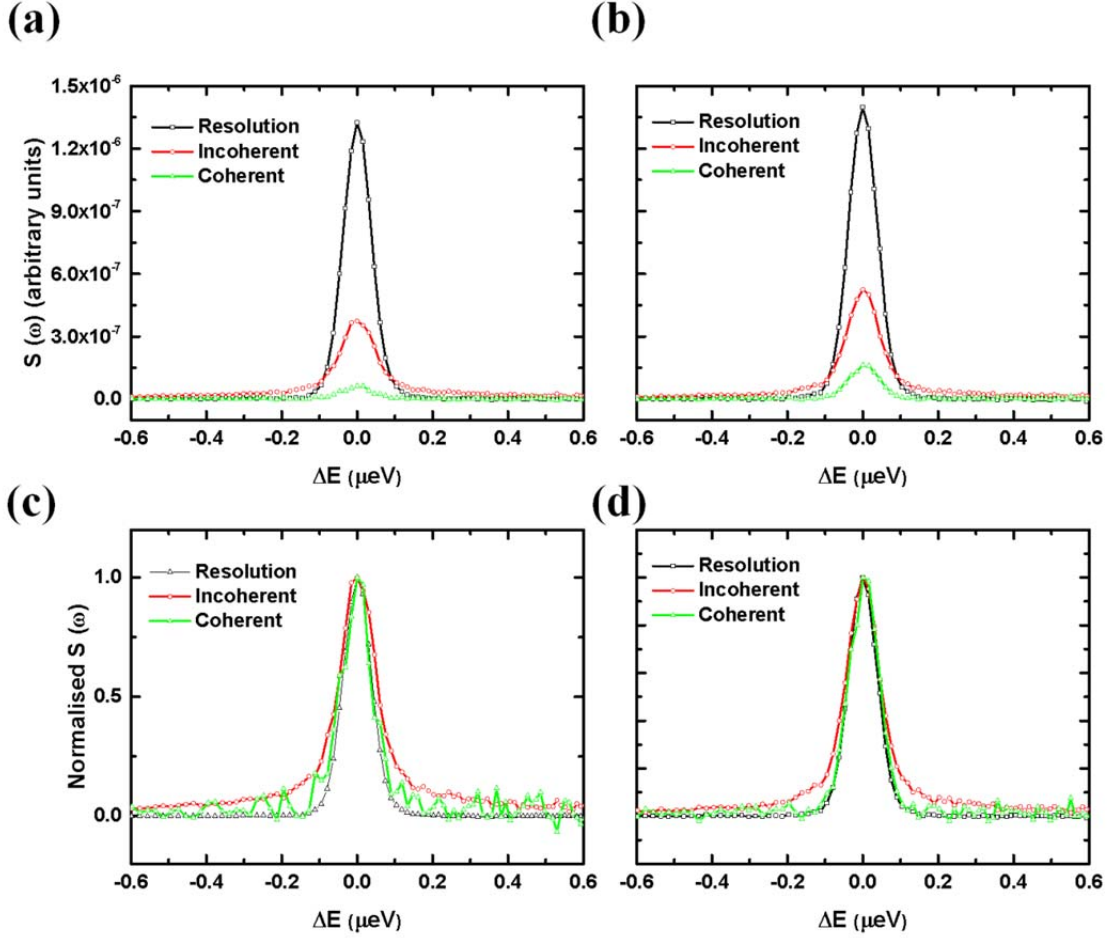 (a)
(b)
S (ω) (arbitrary units)
1.5x10⁻⁶
1.2x10⁻⁶
9.0x10⁻⁷
6.0x10⁻⁷
3.0x10⁻⁷
0.0
Resolution
Incoherent
Coherent
-0.6 -0.4 -0.2 0.0 0.2 0.4 0.6
ΔE (μeV)
Resolution
Incoherent
Coherent
-0.6 -0.4 -0.2 0.0 0.2 0.4 0.6
ΔE (μeV)
(c)
(d)
Normalised S (ω)
1.0
0.5
0.0
Resolution
Incoherent
Coherent
-0.6 -0.4 -0.2 0.0 0.2 0.4 0.6
ΔE (μeV)
Resolution
Incoherent
Coherent
-0.6 -0.4 -0.2 0.0 0.2 0.4 0.6
ΔE (μeV)